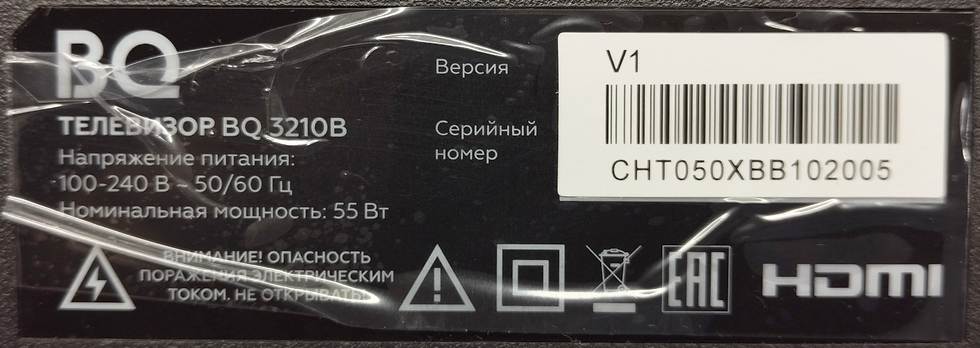 BQ
ТЕЛЕВИЗОР BQ 3210B
Напряжение питания:
100-240 В ~ 50/60 Гц
Номинальная мощность: 55 Вт
ВНИМАНИЕ! ОПАСНОСТЬ
ПОРАЖЕНИЯ ЭЛЕКТРИЧЕСКИМ
ТОКОМ. НЕ ОТКРЫВАТЬ!
Версия
V1
Серийный
номер
CHT050XBB102005
EAC
HDMI